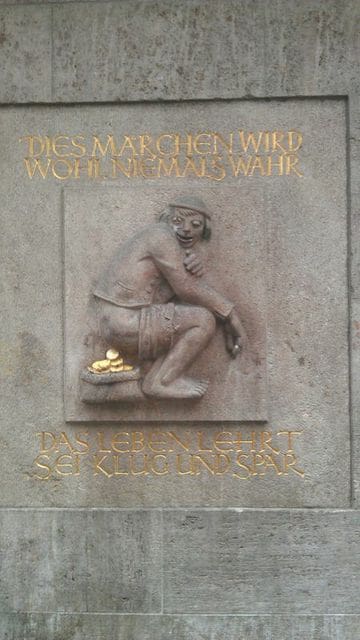 DIES MÄRCHEN WIRD
WOHL NIEMALS WAHR
DAS LEBEN LEHRT
SEI KLUG UND SPAR